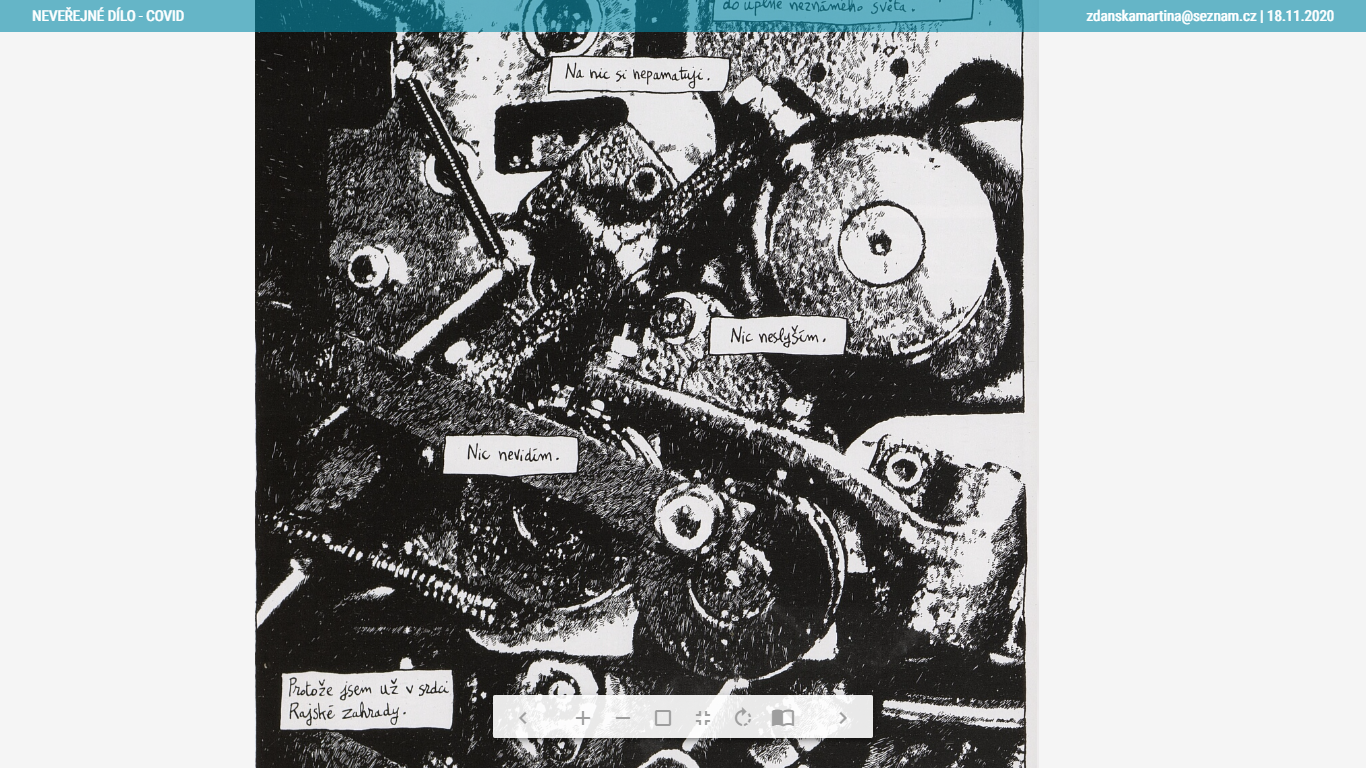 NEVEŘEJNÉ DÍLO - COVID
zdanskamartina@seznam.cz | 18.11.2020
do úplně neznámého světa.
Na nic si nepamatuji.
Nic neslyším.
Nic nevidím.
Protože jsem už v srdci
Rajské zahrady.